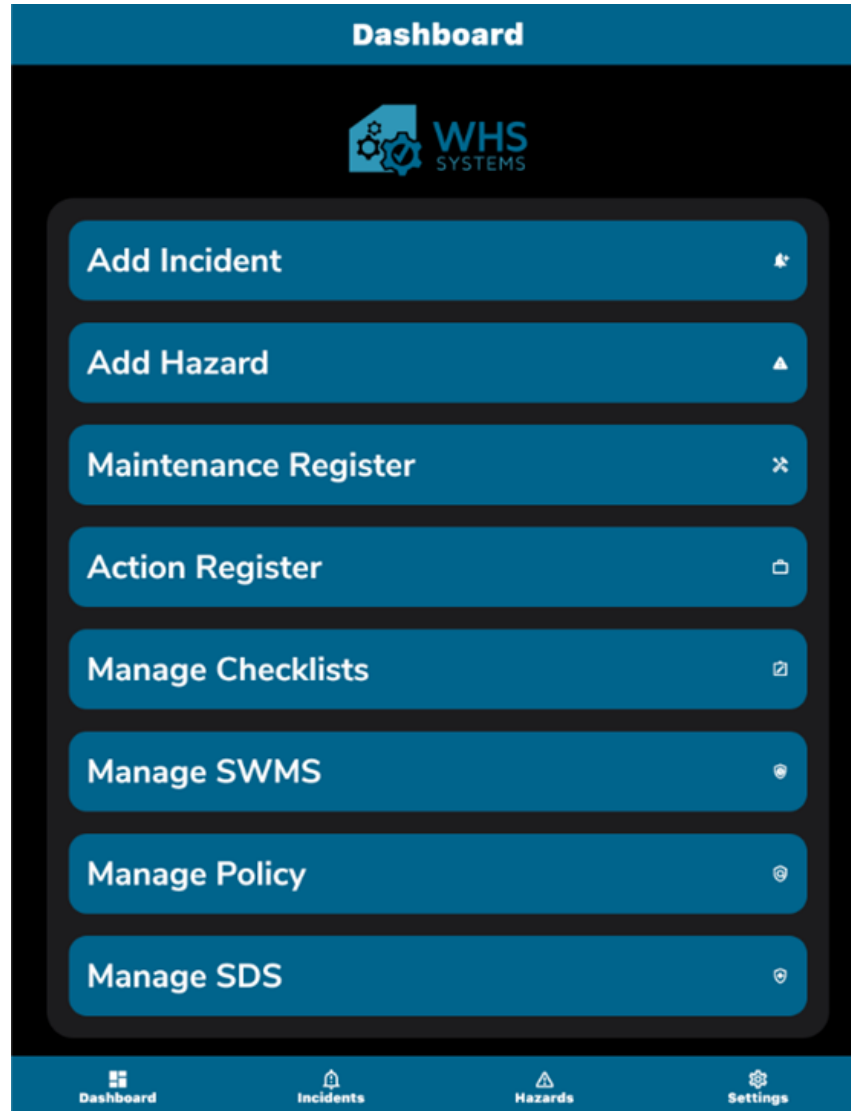 Dashboard
WHS
SYSTEMS
Add Incident
Add Hazard
Maintenance Register
Action Register
Manage Checklists
Manage SWMS
Manage Policy
Manage SDS
Dashboard Incidents Hazards Settings